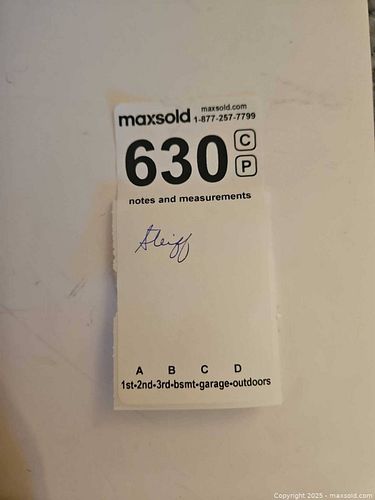 maxsold maxsold.com
1-877-257-7799
630 C
P
notes and measurements
Steiff
A B C D
1st-2nd-3rd-bsmt-garage-outdoors
Copyright © 2025 - maxsold.com